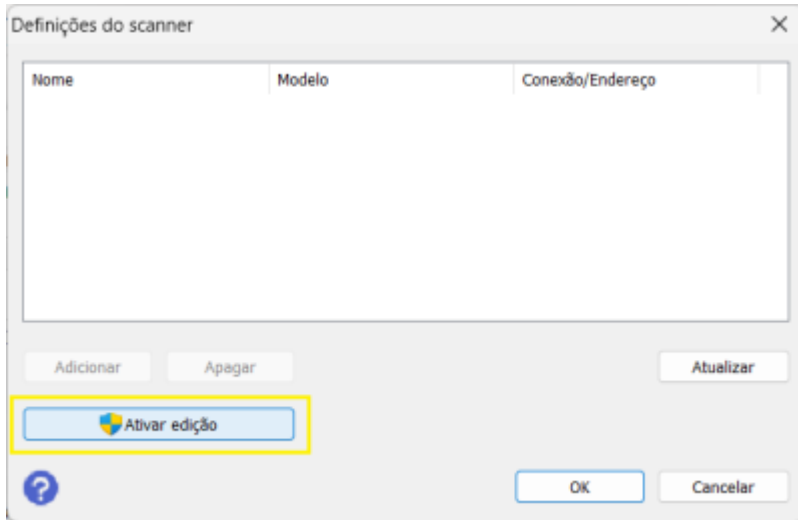 Definições do scanner
Nome Modelo Conexão/Endereço
Adicionar Apagar Atualizar
Ativar edição
? OK Cancelar